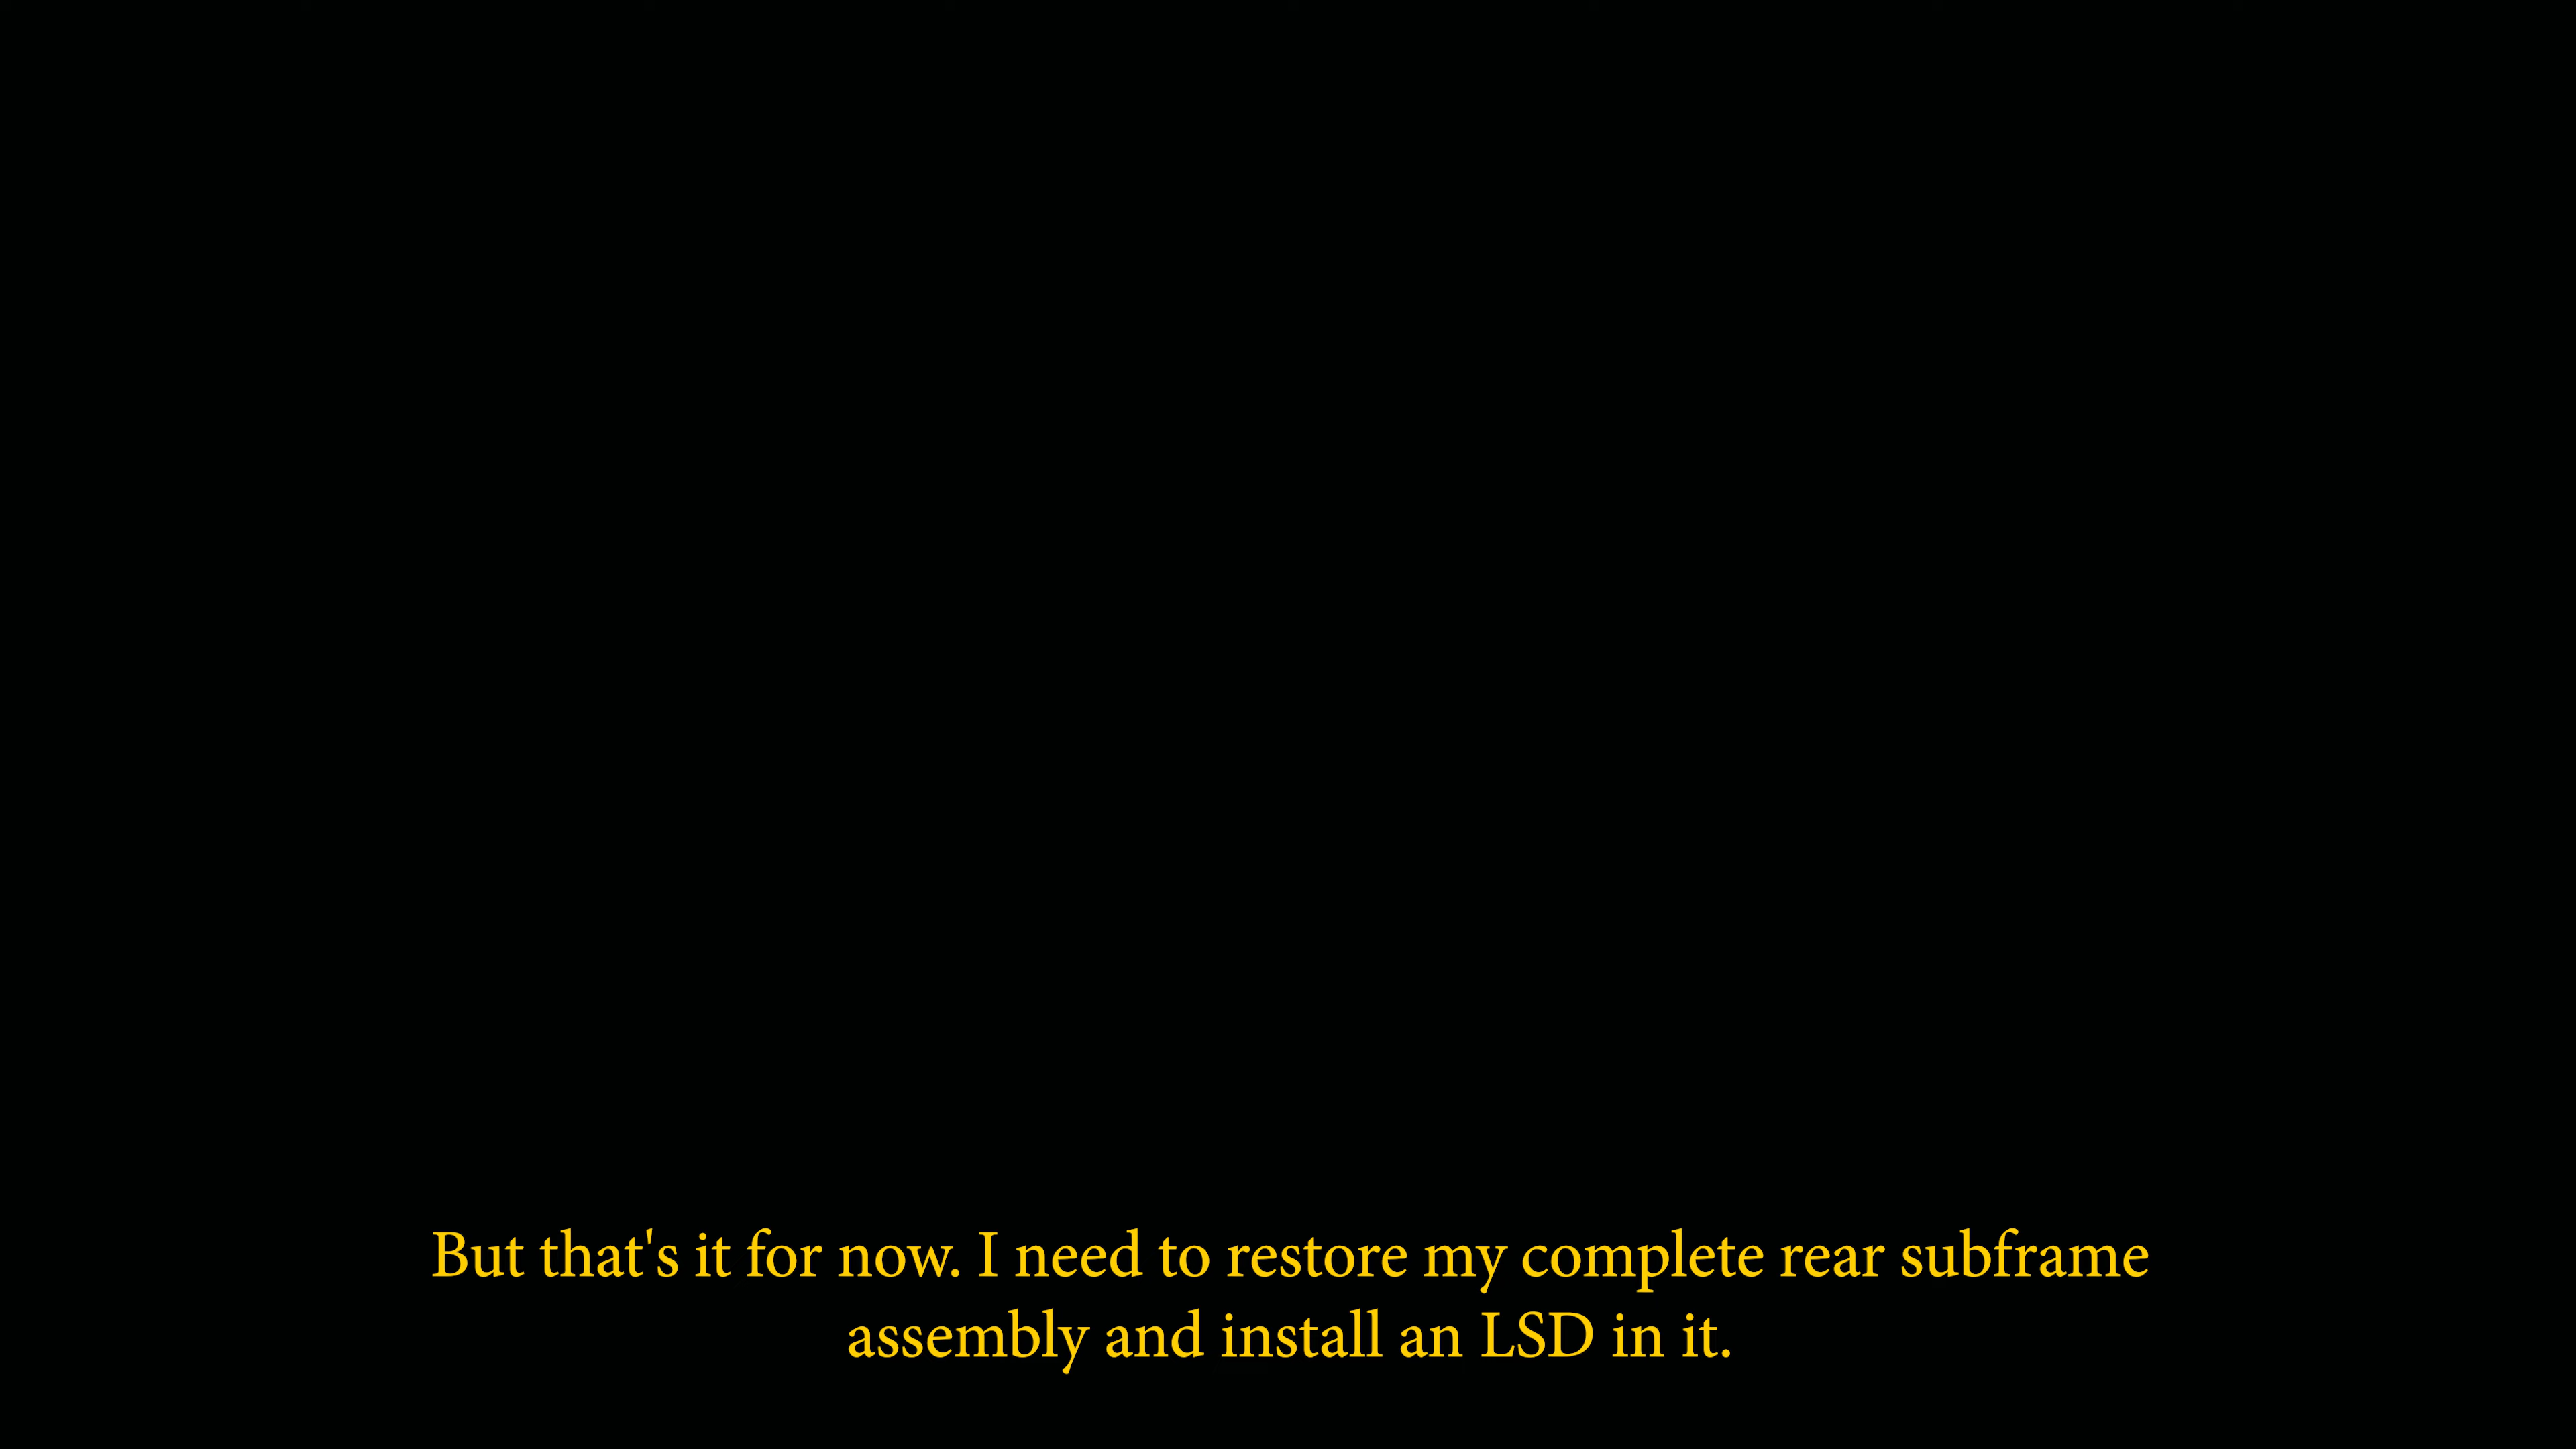 But that's it for now. I need to restore my complete rear subframe
assembly and install an LSD in it.